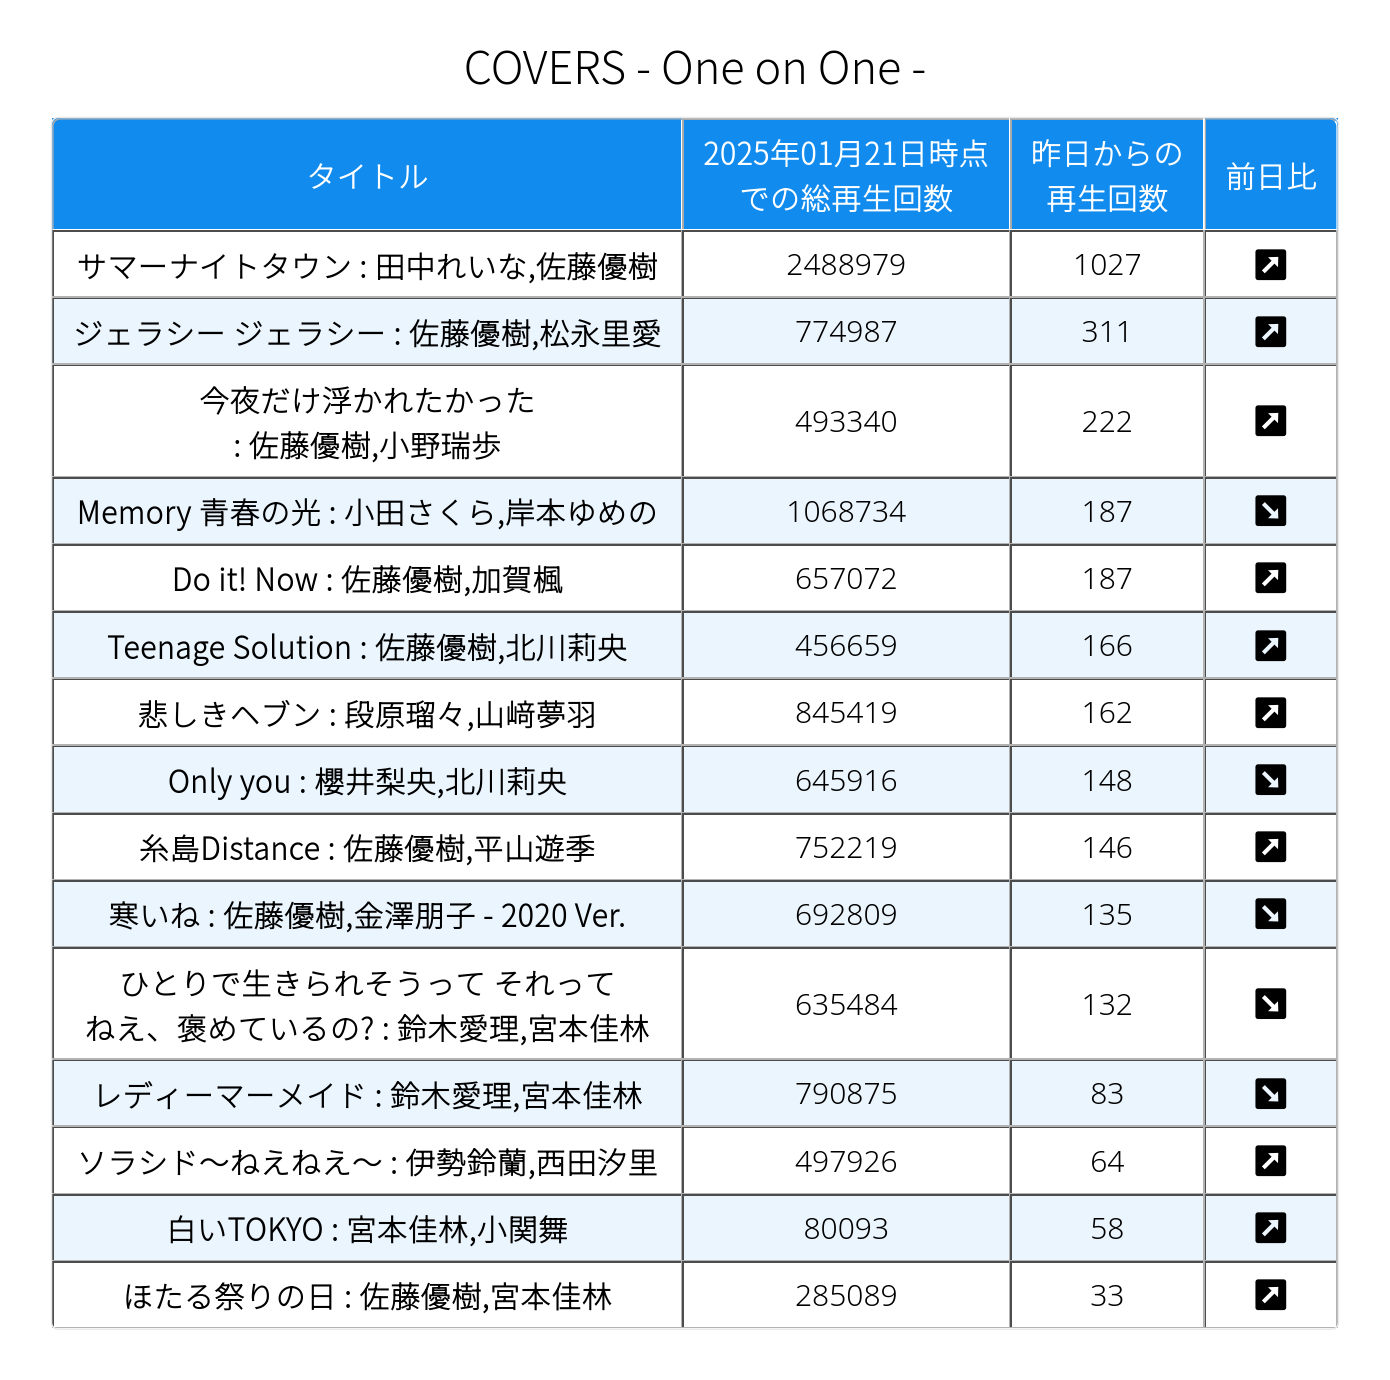 COVERS - One on One -
タイトル
2025年01月21日時点
での総再生回数
昨日からの
再生回数
前日比
サマーナイトタウン : 田中れいな,佐藤優樹
2488979
1027
ジェラシー ジェラシー : 佐藤優樹,松永里愛
774987
311
今夜だけ浮かれたかった
: 佐藤優樹,小野瑞歩
493340
222
Memory 青春の光 : 小田さくら,岸本ゆめの
1068734
187
Do it! Now : 佐藤優樹,加賀楓
657072
187
Teenage Solution : 佐藤優樹,北川莉央
456659
166
悲しきヘブン : 段原瑠々,山﨑夢羽
845419
162
Only you : 櫻井梨央,北川莉央
645916
148
糸島Distance : 佐藤優樹,平山遊季
752219
146
寒いね : 佐藤優樹,金澤朋子 - 2020 Ver.
692809
135
ひとりで生きられそうって それって
ねえ、褒めているの? : 鈴木愛理,宮本佳林
635484
132
レディーマーメイド : 鈴木愛理,宮本佳林
790875
83
ソラシド〜ねえねえ〜 : 伊勢鈴蘭,西田汐里
497926
64
白いTOKYO : 宮本佳林,小関舞
80093
58
ほたる祭りの日 : 佐藤優樹,宮本佳林
285089
33